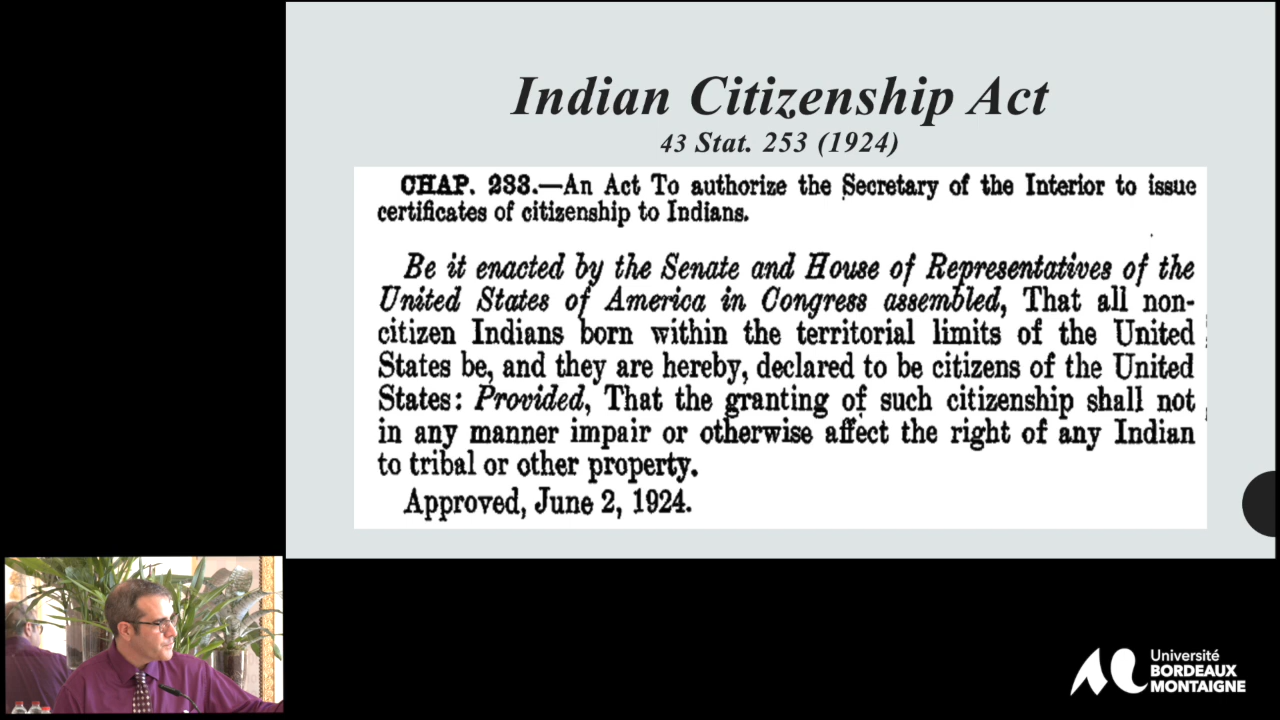 Indian Citizenship Act
43 Stat. 253 (1924)
CHAP. 233.—An Act To authorize the Secretary of the Interior to issue
certificates of citizenship to Indians.
Be it enacted by the Senate and House of Representatives of the
United States of America in Congress assembled, That all non-
citizen Indians born within the territorial limits of the United
States be, and they are hereby, declared to be citizens of the United
States: Provided, That the granting of such citizenship shall not
in any manner impair or otherwise affect the right of any Indian
to tribal or other property.
Approved, June 2, 1924.
Université
BORDEAUX
MONTAIGNE